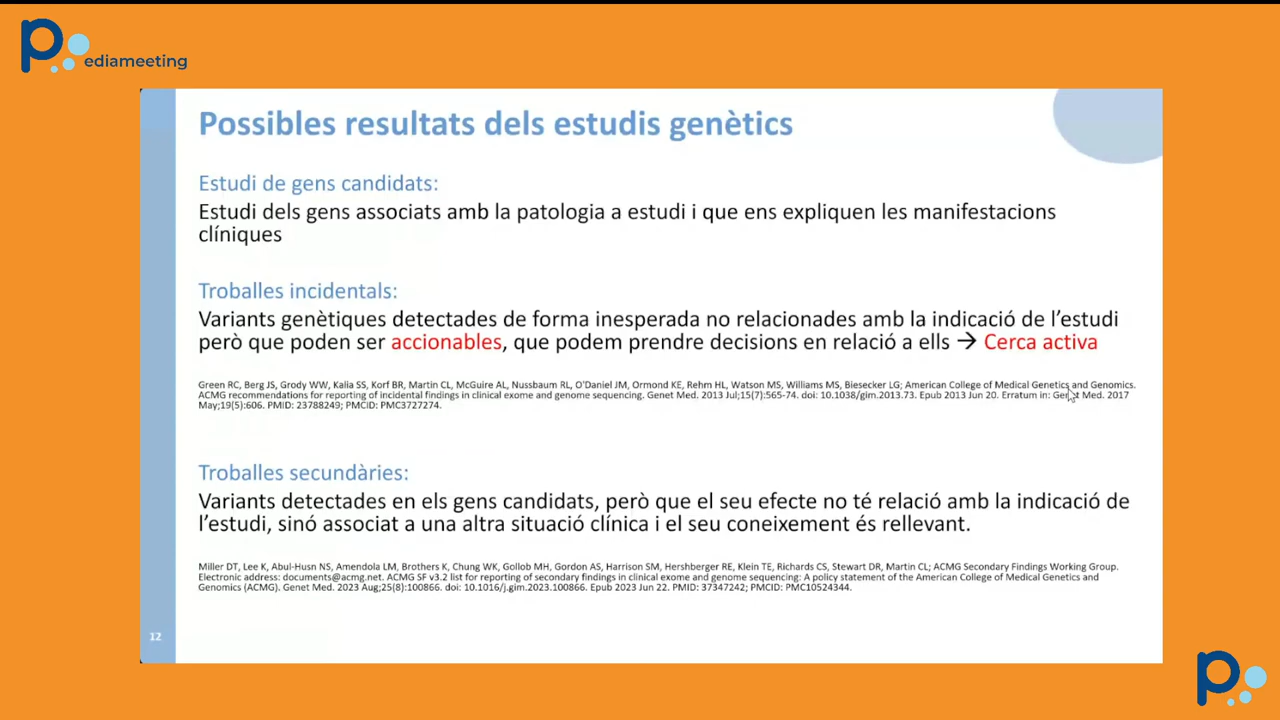 pediameeting
Possibles resultats dels estudis genètics
Estudi de gens candidats:
Estudi dels gens associats amb la patologia a estudi i que ens expliquen les manifestacions
clíniques
Troballes incidentals:
Variants genètiques detectades de forma inesperada no relacionades amb la indicació de l'estudi
però que poden ser accionables, que podem prendre decisions en relació a ells → Cerca activa
Green RC, Berg JS, Grody WW, Kalia SS, Korf BR, Martin CL, McGuire AL, Nussbaum RL, O'Daniel JM, Ormond KE, Rehm HL, Watson MS, Williams MS, Biesecker LG; American College of Medical Genetics and Genomics.
ACMG recommendations for reporting of incidental findings in clinical exome and genome sequencing. Genet Med. 2013 Jul;15(7):565-74. doi: 10.1038/gim.2013.73. Epub 2013 Jun 20. Erratum in: Genet Med. 2017
May;19(5):606. PMID: 23788249; PMCID: PMC3727274.
Troballes secundàries:
Variants detectades en els gens candidats, però que el seu efecte no té relació amb la indicació de
l'estudi, sinó associat a una altra situació clínica i el seu coneixement és rellevant.
Miller DT, Lee K, Abul-Husn NS, Amendola LM, Brothers K, Chung WK, Gollob MH, Gordon AS, Harrison SM, Hershberger RE, Klein TE, Richards CS, Stewart DR, Martin CL; ACMG Secondary Findings Working Group.
Electronic address: documents@acmg.net. ACMG SF v3.2 list for reporting of secondary findings in clinical exome and genome sequencing: A policy statement of the American College of Medical Genetics and
Genomics (ACMG). Genet Med. 2023 Aug;25(8):100866. doi: 10.1016/j.gim.2023.100866. Epub 2023 Jun 22. PMID: 37347242; PMCID: PMC10524344.
12
p